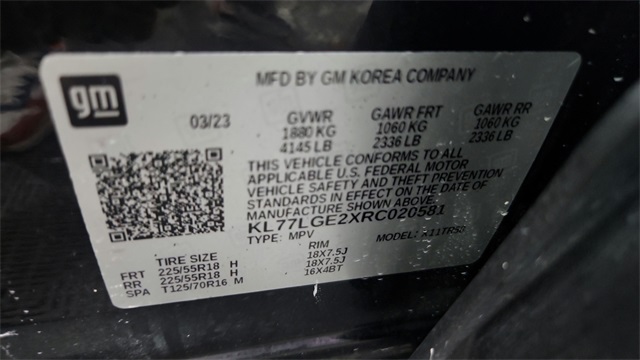 gm
MFD BY GM KOREA COMPANY
03/23 GVWR GAWR FRT GAWR RR
1880 KG 1060 KG 1060 KG
4145 LB 2336 LB 2336 LB
THIS VEHICLE CONFORMS TO ALL
APPLICABLE U.S. FEDERAL MOTOR
VEHICLE SAFETY AND THEFT PREVENTION
STANDARDS IN EFFECT ON THE DATE OF
MANUFACTURE SHOWN ABOVE.
KL77LGE2XRC020581
TYPE: MPV MODEL:
TIRE SIZE RIM
FRT 225/55R18 H 18X7.5J
RR 225/55R18 H 18X7.5J
SPA T125/70R16 M 16X4BT